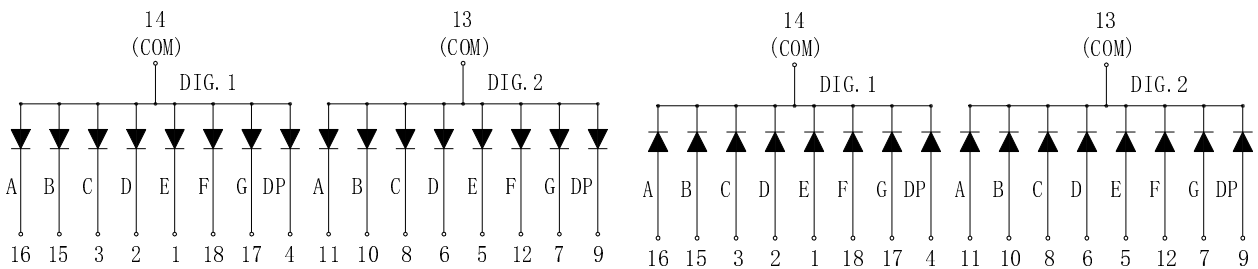 14 13 14 13
(COM) (COM) (COM) (COM)
DIG.1 DIG.2 DIG.1 DIG.2
A B C D E F G DP A B C D E F G DP A B C D E F G DP A B C D E F G DP
16 15 3 2 1 18 17 4 11 10 8 6 5 12 7 9 16 15 3 2 1 18 17 4 11 10 8 6 5 12 7 9